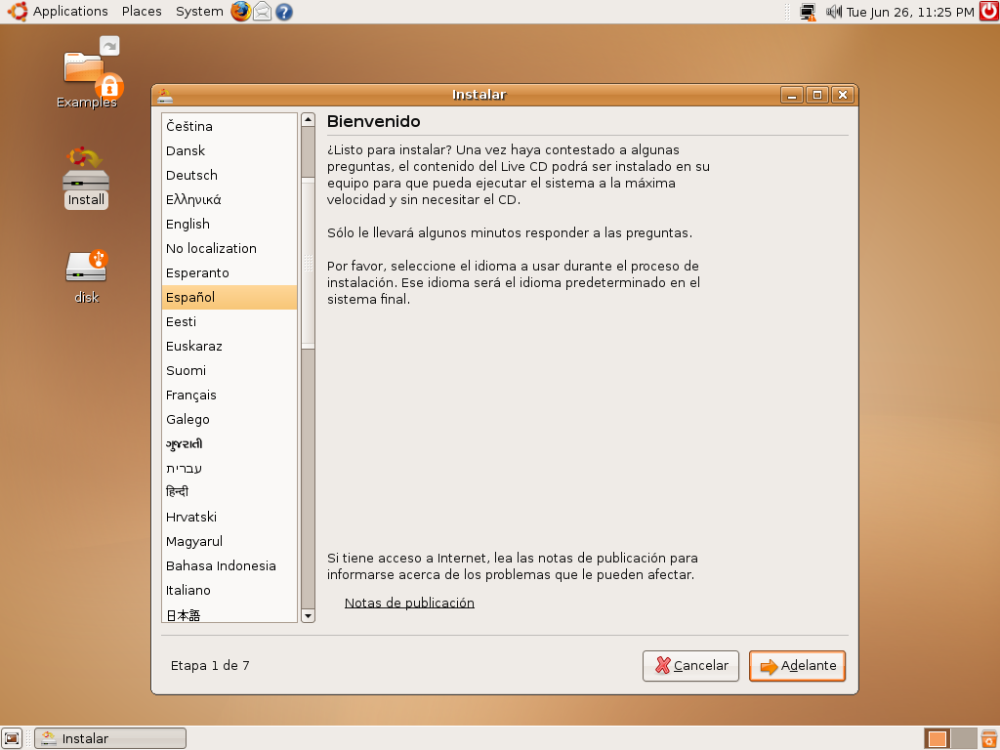 Applications Places System
Tue Jun 26, 11:25 PM
Examples
Install
disk
Instalar
Čeština
Dansk
Deutsch
Ελληνικά
English
No localization
Esperanto
Español
Eesti
Euskaraz
Suomi
Français
Galego
ગુજરાતી
עברית
हिन्दी
Hrvatski
Magyarul
Bahasa Indonesia
Italiano
日本語
Bienvenido
¿Listo para instalar? Una vez haya contestado a algunas
preguntas, el contenido del Live CD podrá ser instalado en su
equipo para que pueda ejecutar el sistema a la máxima
velocidad y sin necesitar el CD.
Sólo le llevará algunos minutos responder a las preguntas.
Por favor, seleccione el idioma a usar durante el proceso de
instalación. Ese idioma será el idioma predeterminado en el
sistema final.
Si tiene acceso a Internet, lea las notas de publicación para
informarse acerca de los problemas que le pueden afectar.
Notas de publicación
Etapa 1 de 7
Cancelar
Adelante
Instalar